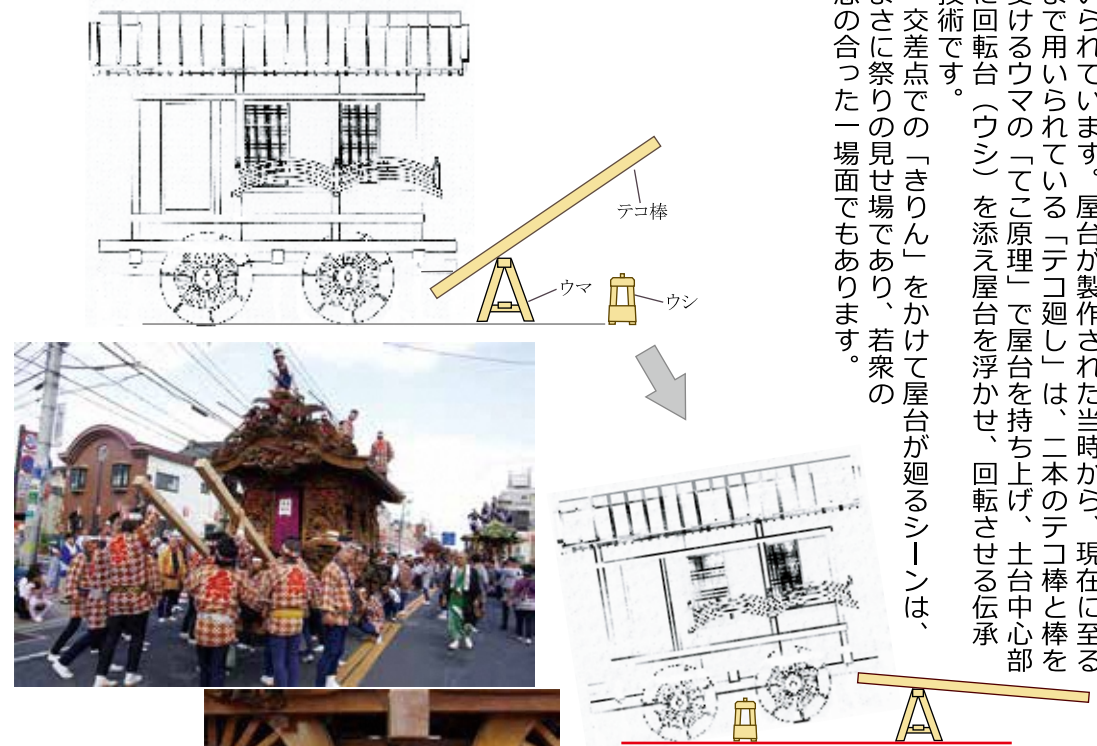 いられています。屋台が製作された当時から、現在に至る
まで用いられている「テコ廻し」は、二本のテコ棒と棒を
受けるウマの「てこ原理」で屋台を持ち上げ、土台中心部
に回転台（ウシ）を添え屋台を浮かせ、回転させる伝承
技術です。
交差点での「きりん」をかけて屋台が廻るシーンは、
まさに祭りの見せ場であり、若衆の
息の合った一場面でもあります。
テコ棒
ウマ
ウシ